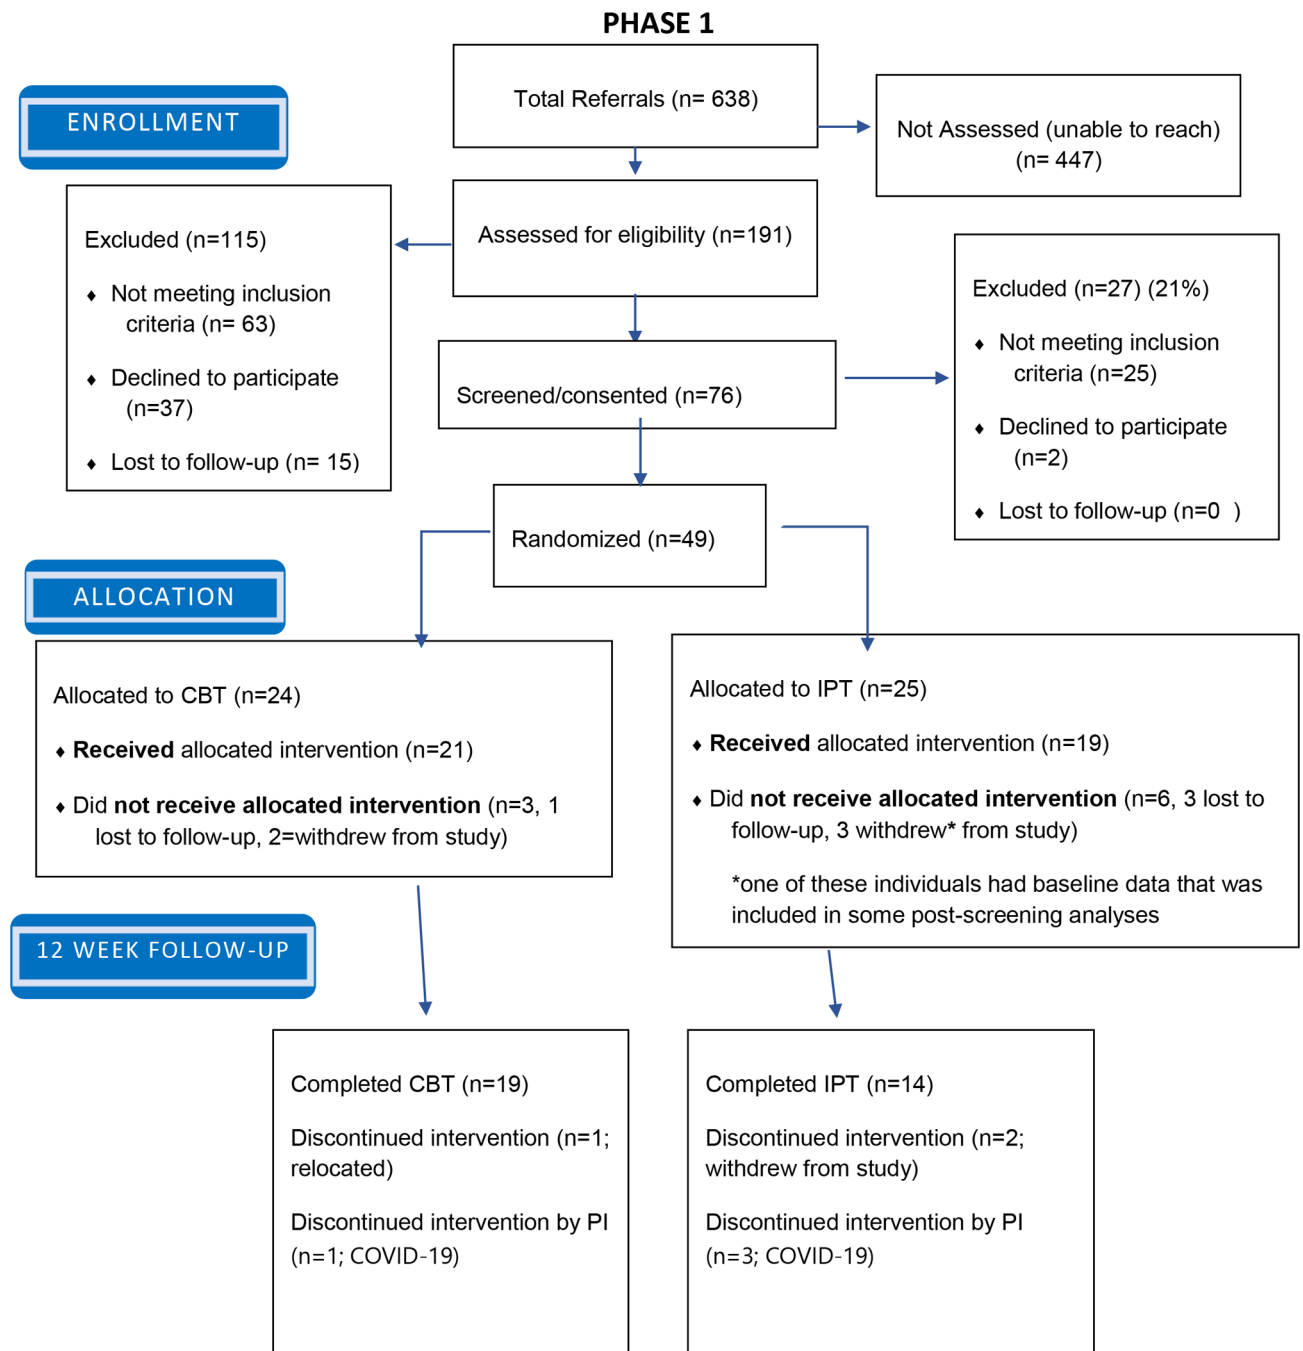 PHASE 1
Total Referrals (n= 638)
ENROLLMENT
Not Assessed (unable to reach)
(n= 447)
Assessed for eligibility (n=191)
Excluded (n=115)
♦ Not meeting inclusion
criteria (n= 63)
♦ Declined to participate
(n=37)
♦ Lost to follow-up (n= 15)
Excluded (n=27) (21%)
♦ Not meeting inclusion
criteria (n=25)
♦ Declined to participate
(n=2)
♦ Lost to follow-up (n=0 )
Screened/consented (n=76)
Randomized (n=49)
ALLOCATION
Allocated to CBT (n=24)
♦ Received allocated intervention (n=21)
♦ Did not receive allocated intervention (n=3, 1
lost to follow-up, 2=withdrew from study)
Allocated to IPT (n=25)
♦ Received allocated intervention (n=19)
♦ Did not receive allocated intervention (n=6, 3 lost to
follow-up, 3 withdrew* from study)
*one of these individuals had baseline data that was
included in some post-screening analyses
12 WEEK FOLLOW-UP
Completed CBT (n=19)
Discontinued intervention (n=1;
relocated)
Discontinued intervention by PI
(n=1; COVID-19)
Completed IPT (n=14)
Discontinued intervention (n=2;
withdrew from study)
Discontinued intervention by PI
(n=3; COVID-19)